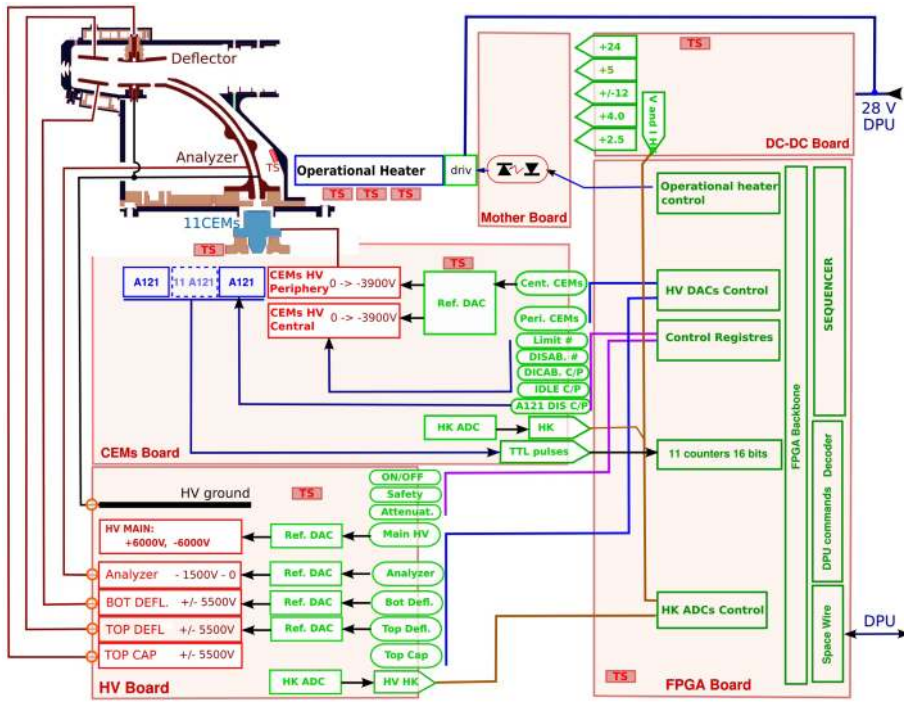 Deflector
Analyzer
TS
11CEMs
TS
Operational Heater
driv
TS TS TS
Mother Board
+24
+5
+/-12
+4.0
+2.5
TS
V and I HK
DC-DC Board
28 V
DPU
Operational heater
control
HV DACs Control
Control Registres
11 counters 16 bits
HK ADCs Control
FPGA Backbone
SEQUENCER
DPU commands Decoder
Space Wire
DPU
TS
FPGA Board
A121
11 A121
A121
CEMs HV
Periphery 0 -> -3900V
CEMs HV
Central 0 -> -3900V
TS
Ref. DAC
Cent. CEMs
Peri. CEMs
Limit #
DISAB. #
DICAB. C/P
IDLE C/P
A121 DIS C/P
HK ADC
HK
TTL pulses
CEMs Board
HV ground
TS
ON/OFF
Safety
Attenuat.
HV MAIN:
+6000V, -6000V
Ref. DAC
Main HV
Analyzer - 1500V - 0
Ref. DAC
Analyzer
BOT DEFL. +/- 5500V
Ref. DAC
Bot Defl.
TOP DEFL +/- 5500V
Ref. DAC
Top Defl.
TOP CAP +/- 5500V
Top Cap
HK ADC
HV HK
HV Board